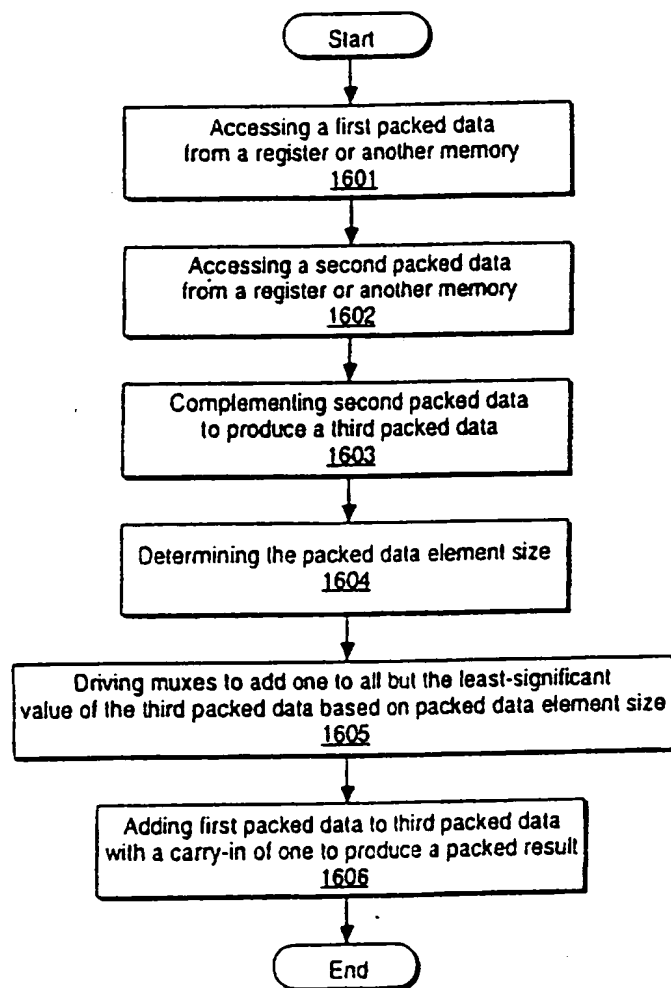 Start
Accessing a first packed data
from a register or another memory
1601
Accessing a second packed data
from a register or another memory
1602
Complementing second packed data
to produce a third packed data
1603
Determining the packed data element size
1604
Driving muxes to add one to all but the least-significant
value of the third packed data based on packed data element size
1605
Adding first packed data to third packed data
with a carry-in of one to produce a packed result
1606
End